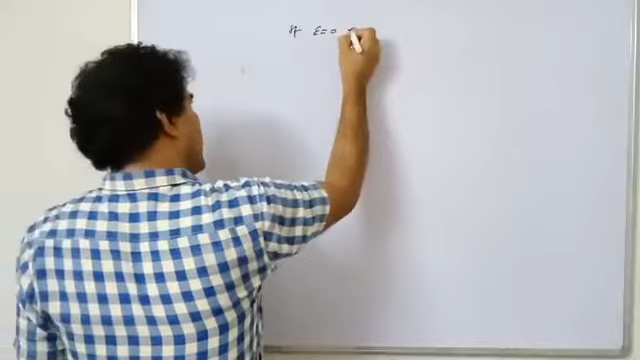 If ε = 0